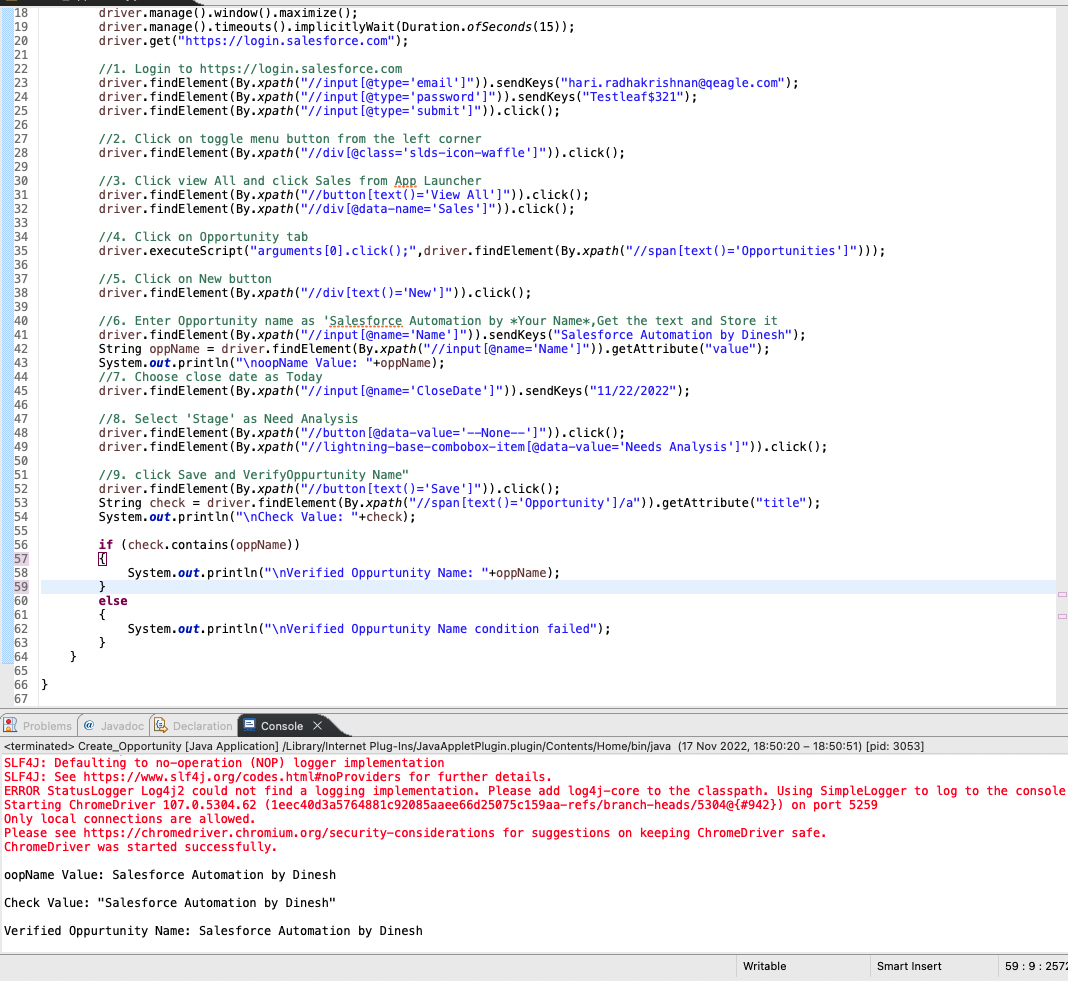 18 driver.manage().window().maximize();
19 driver.manage().timeouts().implicitlyWait(Duration.ofSeconds(15));
20 driver.get("https://login.salesforce.com");
21
22 //1. Login to https://login.salesforce.com
23 driver.findElement(By.xpath("//input[@type='email']")).sendKeys("hari.radhakrishnan@qeagle.com");
24 driver.findElement(By.xpath("//input[@type='password']")).sendKeys("Testleaf$321");
25 driver.findElement(By.xpath("//input[@type='submit']")).click();
26
27 //2. Click on toggle menu button from the left corner
28 driver.findElement(By.xpath("//div[@class='slds-icon-waffle']")).click();
29
30 //3. Click view All and click Sales from App Launcher
31 driver.findElement(By.xpath("//button[text()='View All']")).click();
32 driver.findElement(By.xpath("//div[@data-name='Sales']")).click();
33
34 //4. Click on Opportunity tab
35 driver.executeScript("arguments[0].click();",driver.findElement(By.xpath("//span[text()='Opportunities']")));
36
37 //5. Click on New button
38 driver.findElement(By.xpath("//div[text()='New']")).click();
39
40 //6. Enter Opportunity name as 'Salesforce Automation by *Your Name*,Get the text and Store it
41 driver.findElement(By.xpath("//input[@name='Name']")).sendKeys("Salesforce Automation by Dinesh");
42 String oppName = driver.findElement(By.xpath("//input[@name='Name']")).getAttribute("value");
43 System.out.println("\noopName Value: "+oppName);
44 //7. Choose close date as Today
45 driver.findElement(By.xpath("//input[@name='CloseDate']")).sendKeys("11/22/2022");
46
47 //8. Select 'Stage' as Need Analysis
48 driver.findElement(By.xpath("//button[@data-value='--None--']")).click();
49 driver.findElement(By.xpath("//lightning-base-combobox-item[@data-value='Needs Analysis']")).click();
50
51 //9. click Save and VerifyOppurtunity Name"
52 driver.findElement(By.xpath("//button[text()='Save']")).click();
53 String check = driver.findElement(By.xpath("//span[text()='Opportunity']/a")).getAttribute("title");
54 System.out.println("\nCheck Value: "+check);
55
56 if (check.contains(oppName))
57 {
58 System.out.println("\nVerified Oppurtunity Name: "+oppName);
59 }
60 else
61 {
62 System.out.println("\nVerified Oppurtunity Name condition failed");
63 }
64 }
65
66 }
67
Problems @ Javadoc Declaration Console
<terminated> Create_Opportunity [Java Application] /Library/Internet Plug-Ins/JavaAppletPlugin.plugin/Contents/Home/bin/java (17 Nov 2022, 18:50:20 – 18:50:51) [pid: 3053]
SLF4J: Defaulting to no-operation (NOP) logger implementation
SLF4J: See https://www.slf4j.org/codes.html#noProviders for further details.
ERROR StatusLogger Log4j2 could not find a logging implementation. Please add log4j-core to the classpath. Using SimpleLogger to log to the console
Starting ChromeDriver 107.0.5304.62 (1eec40d3a5764881c92085aaee66d25075c159aa-refs/branch-heads/5304@{#942}) on port 5259
Only local connections are allowed.
Please see https://chromedriver.chromium.org/security-considerations for suggestions on keeping ChromeDriver safe.
ChromeDriver was started successfully.
oopName Value: Salesforce Automation by Dinesh
Check Value: "Salesforce Automation by Dinesh"
Verified Oppurtunity Name: Salesforce Automation by Dinesh
Writable Smart Insert 59 : 9 : 2572